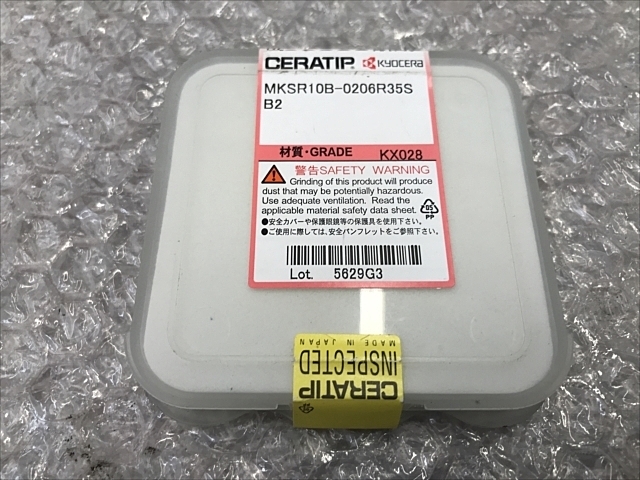 CERATIP® KYOCERA
MKSR10B-0206R35S
B2
材質・GRADE KX028
警告SAFETY WARNING
Grinding of this product will produce
dust that may be potentially hazardous.
Use adequate ventilation. Read the
applicable material safety data sheet.
05
PP
●安全カバーや保護眼鏡等の保護具を使用下さい。
●ご使用に際しては、安全パンフレットをご参照下さい。
Lot. 5629G3
CERATIP
INSPECTED
MADE IN JAPAN